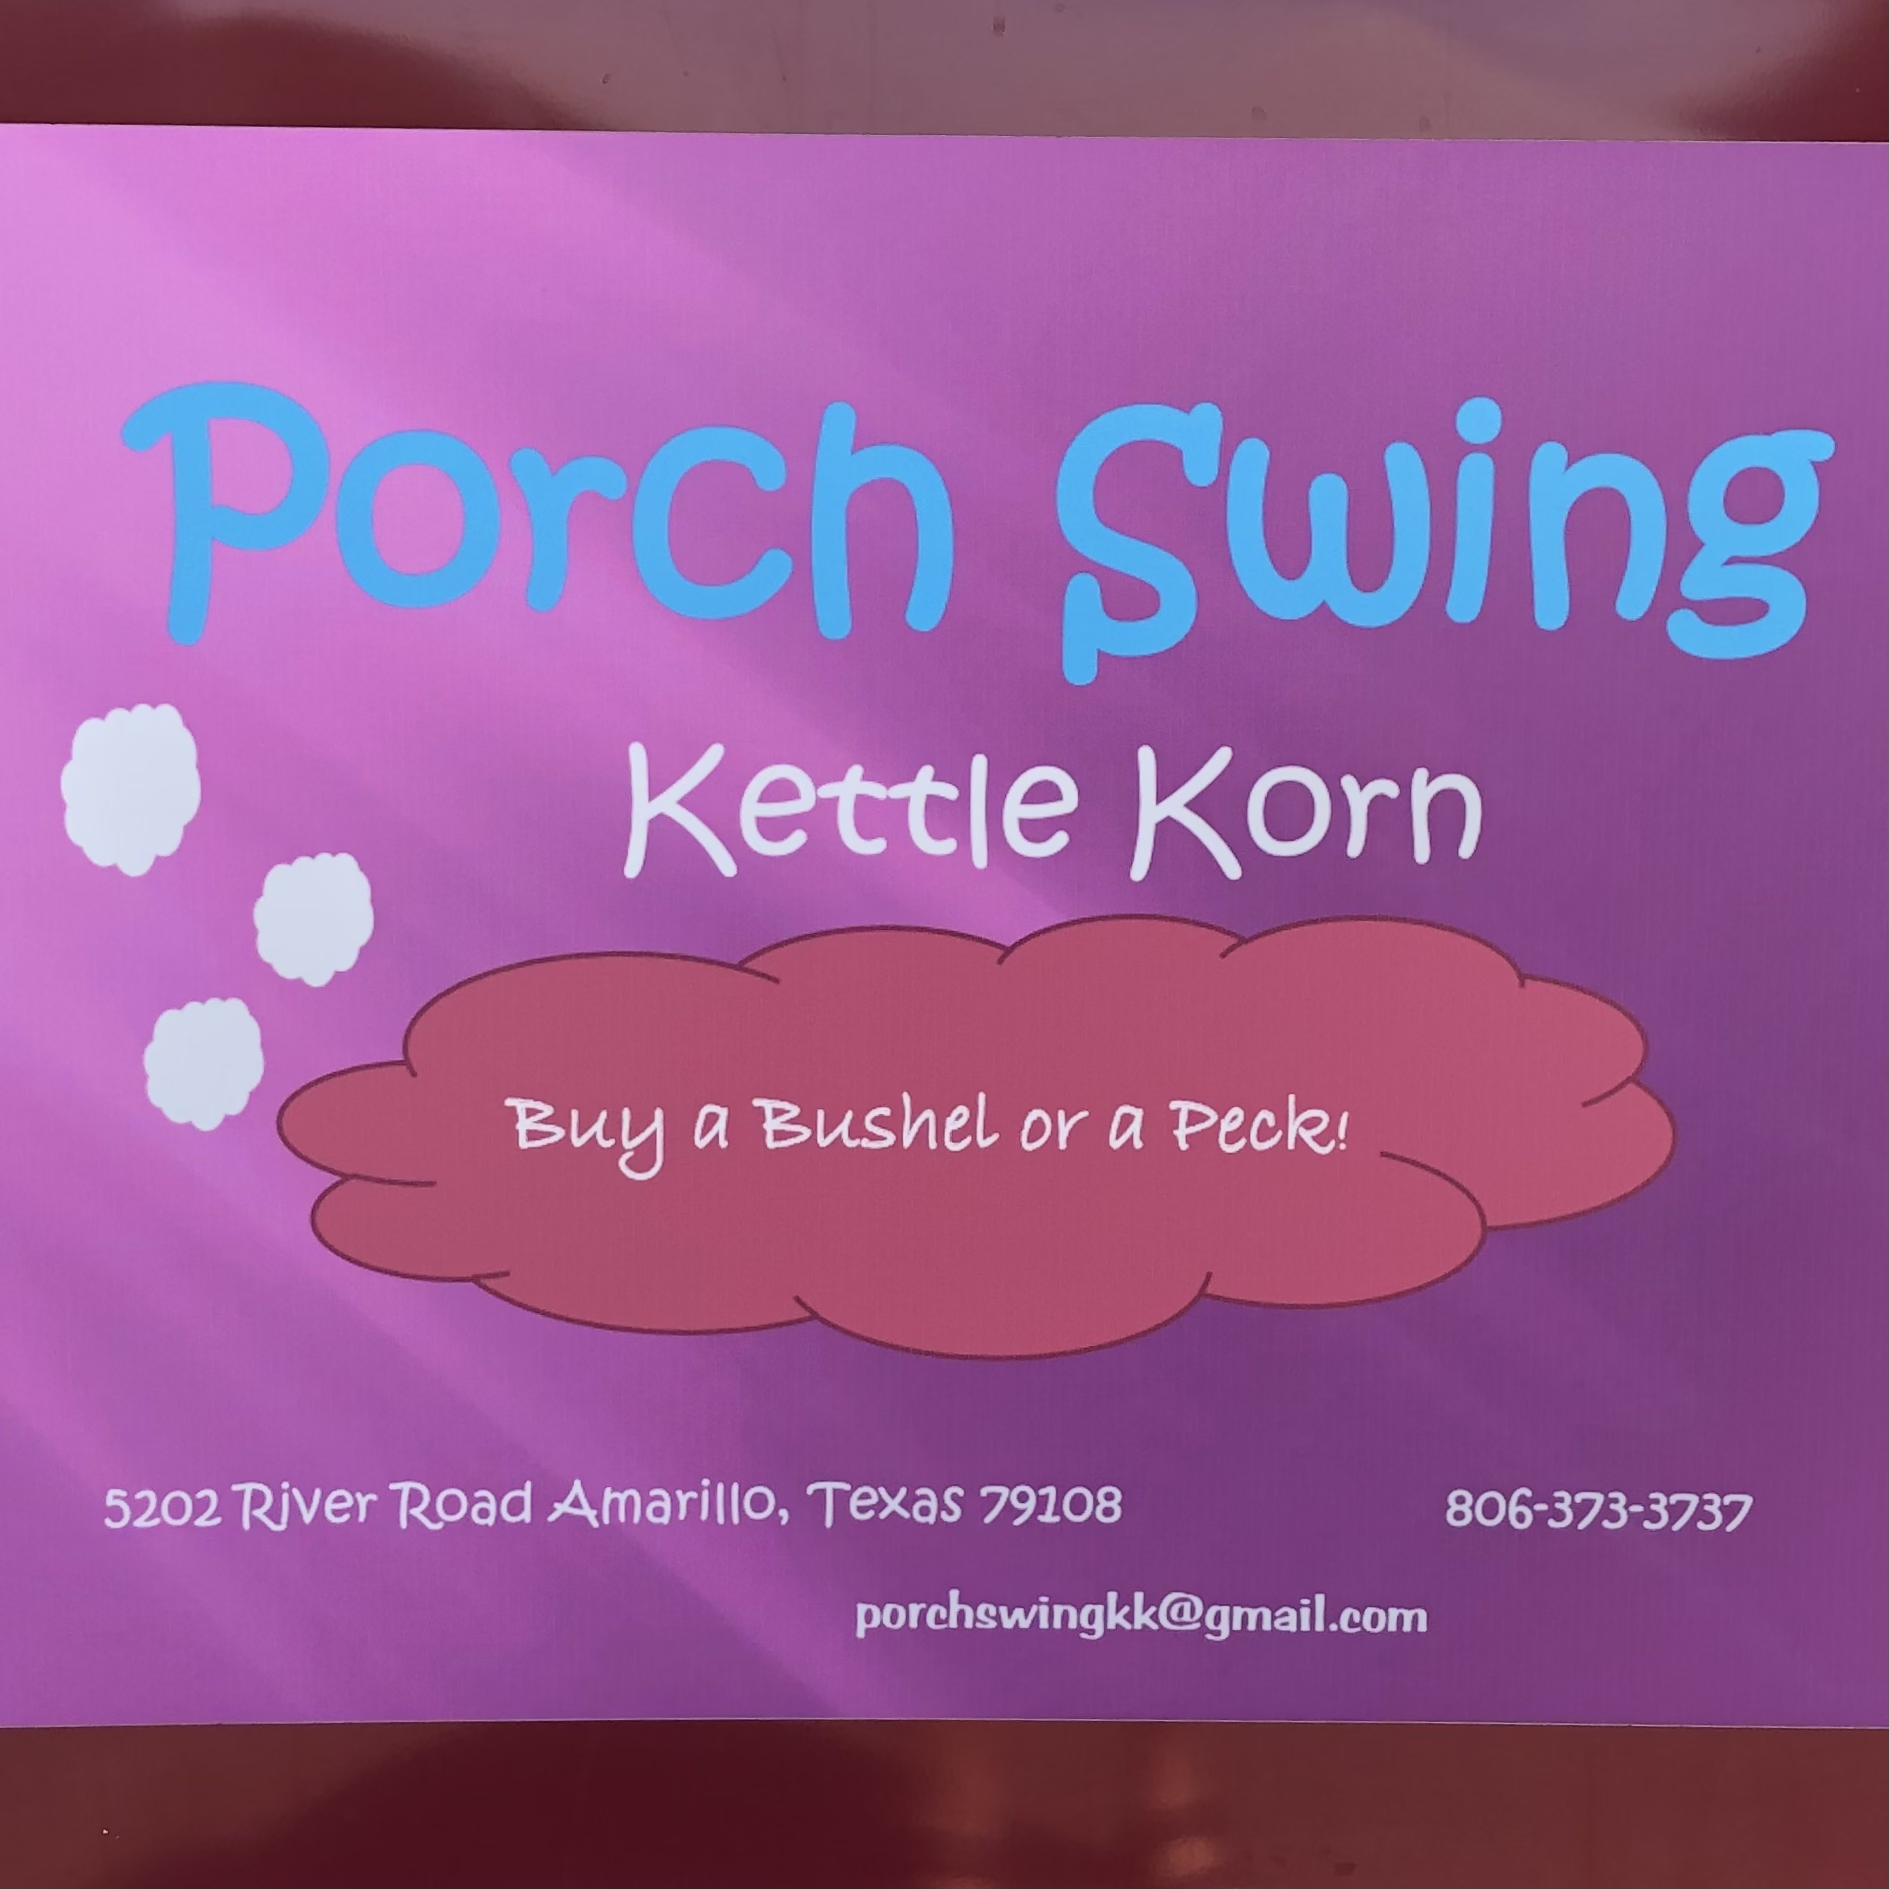 Porch Swing
Kettle Korn
Buy a Bushel or a Peck!
5202 River Road Amarillo, Texas 79108 806-373-3737
porchswingkk@gmail.com